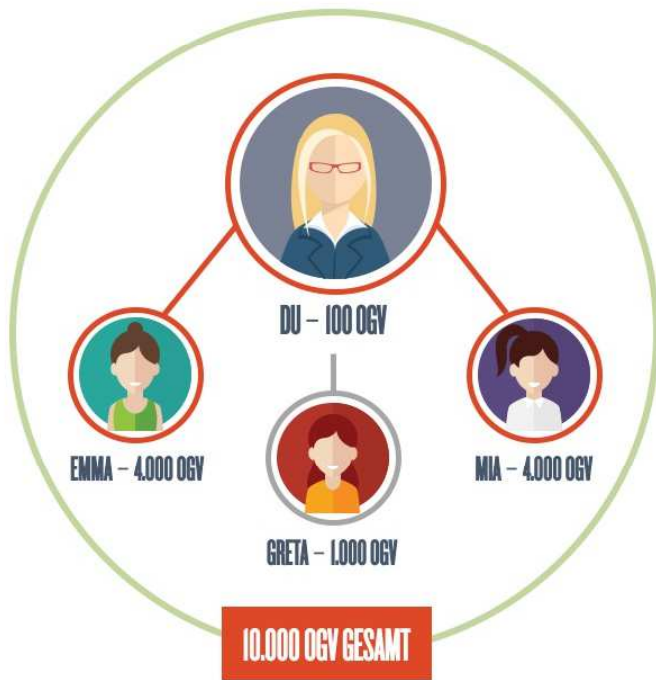 DU – 100 OGV
EMMA – 4.000 OGV
MIA – 4.000 OGV
GRETA – 1.000 OGV
10.000 OGV GESAMT